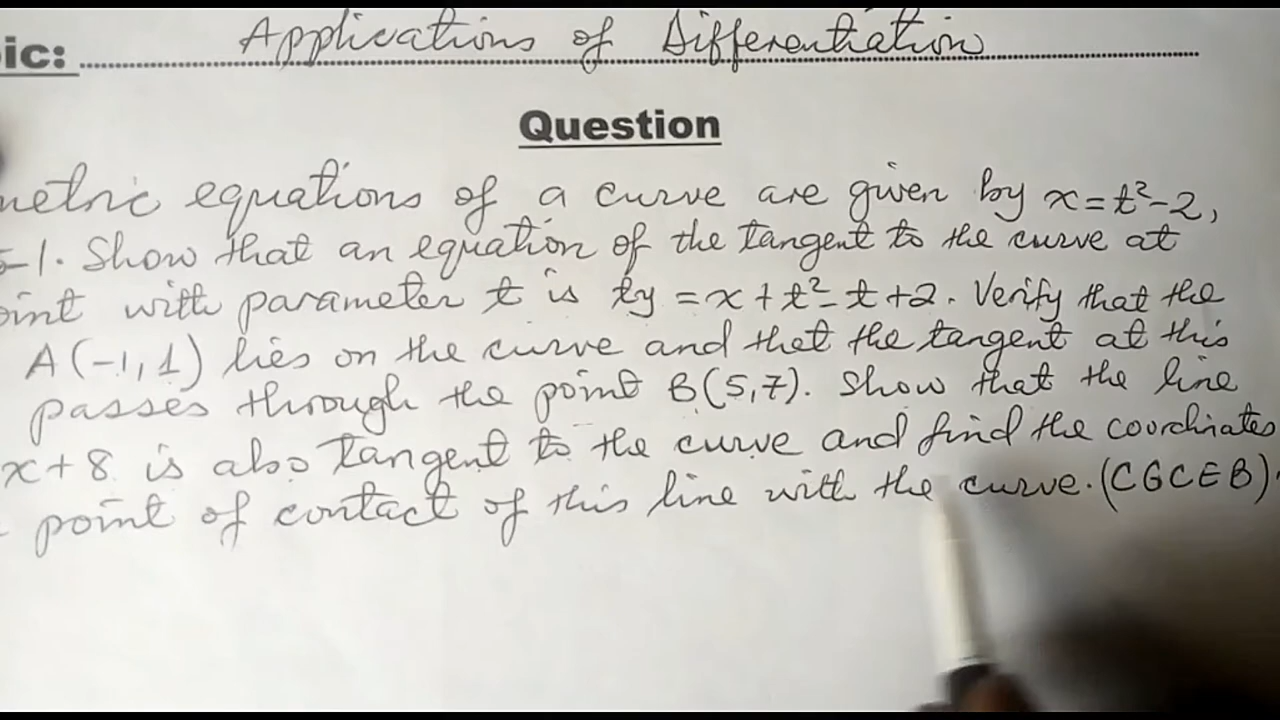 ic: Applications of Differentiation
Question
metric equations of a curve are given by x=t²-2,
-1. Show that an equation of the tangent to the curve at
oint with parameter t is ty = x+t²-t+2. Verify that the
A(-1,1) lies on the curve and that the tangent at this
passes through the point B(5,7). Show that the line
x+8 is also tangent to the curve and find the coordinates
point of contact of this line with the curve. (CGCEB)